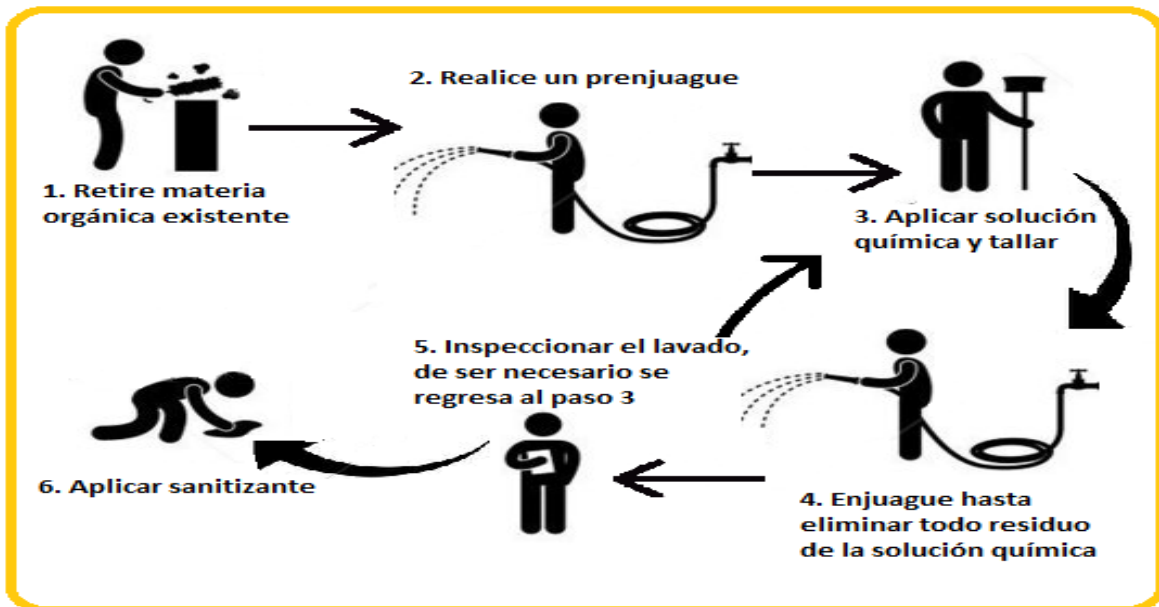 1. Retire materia
orgánica existente
2. Realice un prenjuague
3. Aplicar solución
química y tallar
4. Enjuague hasta
eliminar todo residuo
de la solución química
5. Inspeccionar el lavado,
de ser necesario se
regresa al paso 3
6. Aplicar sanitizante